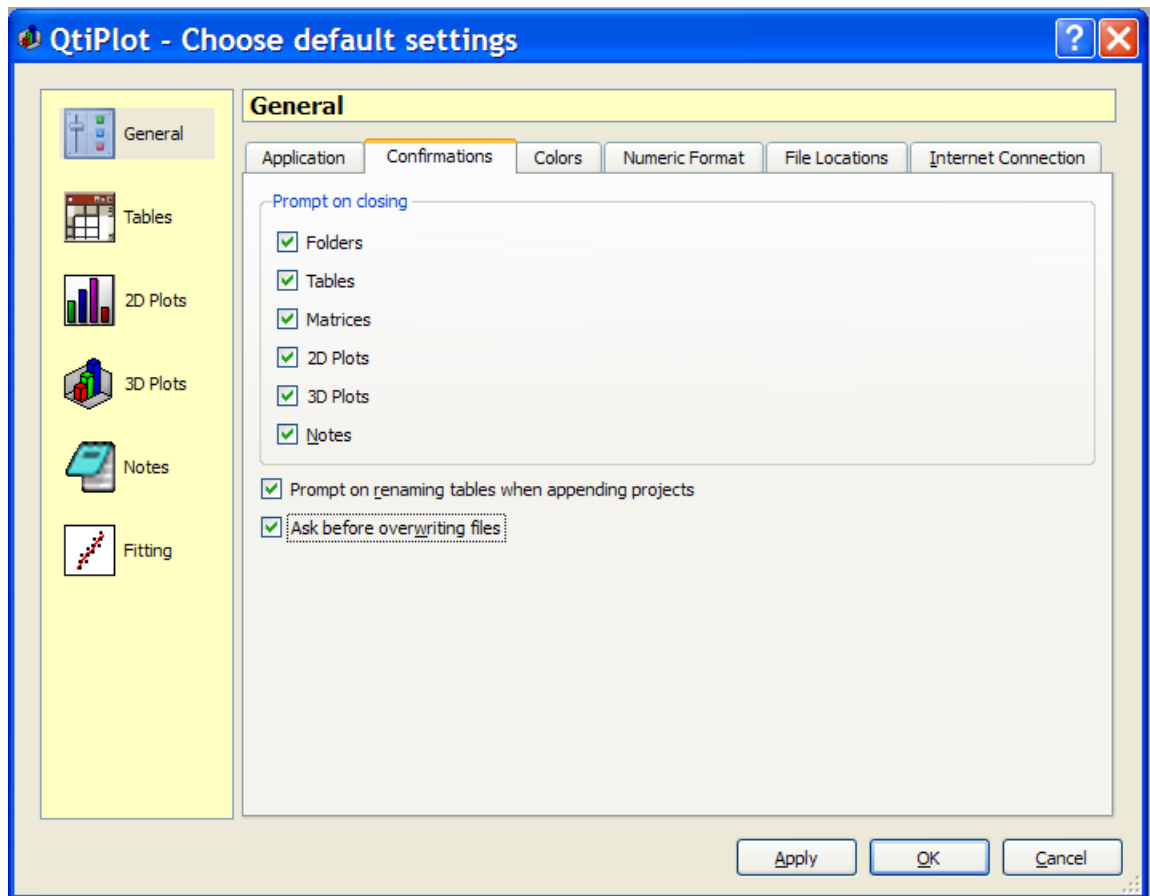 QtiPlot - Choose default settings
General
Tables
2D Plots
3D Plots
Notes
Fitting
General
Application Confirmations Colors Numeric Format File Locations Internet Connection
Prompt on closing
Folders
Tables
Matrices
2D Plots
3D Plots
Notes
Prompt on renaming tables when appending projects
Ask before overwriting files
Apply OK Cancel